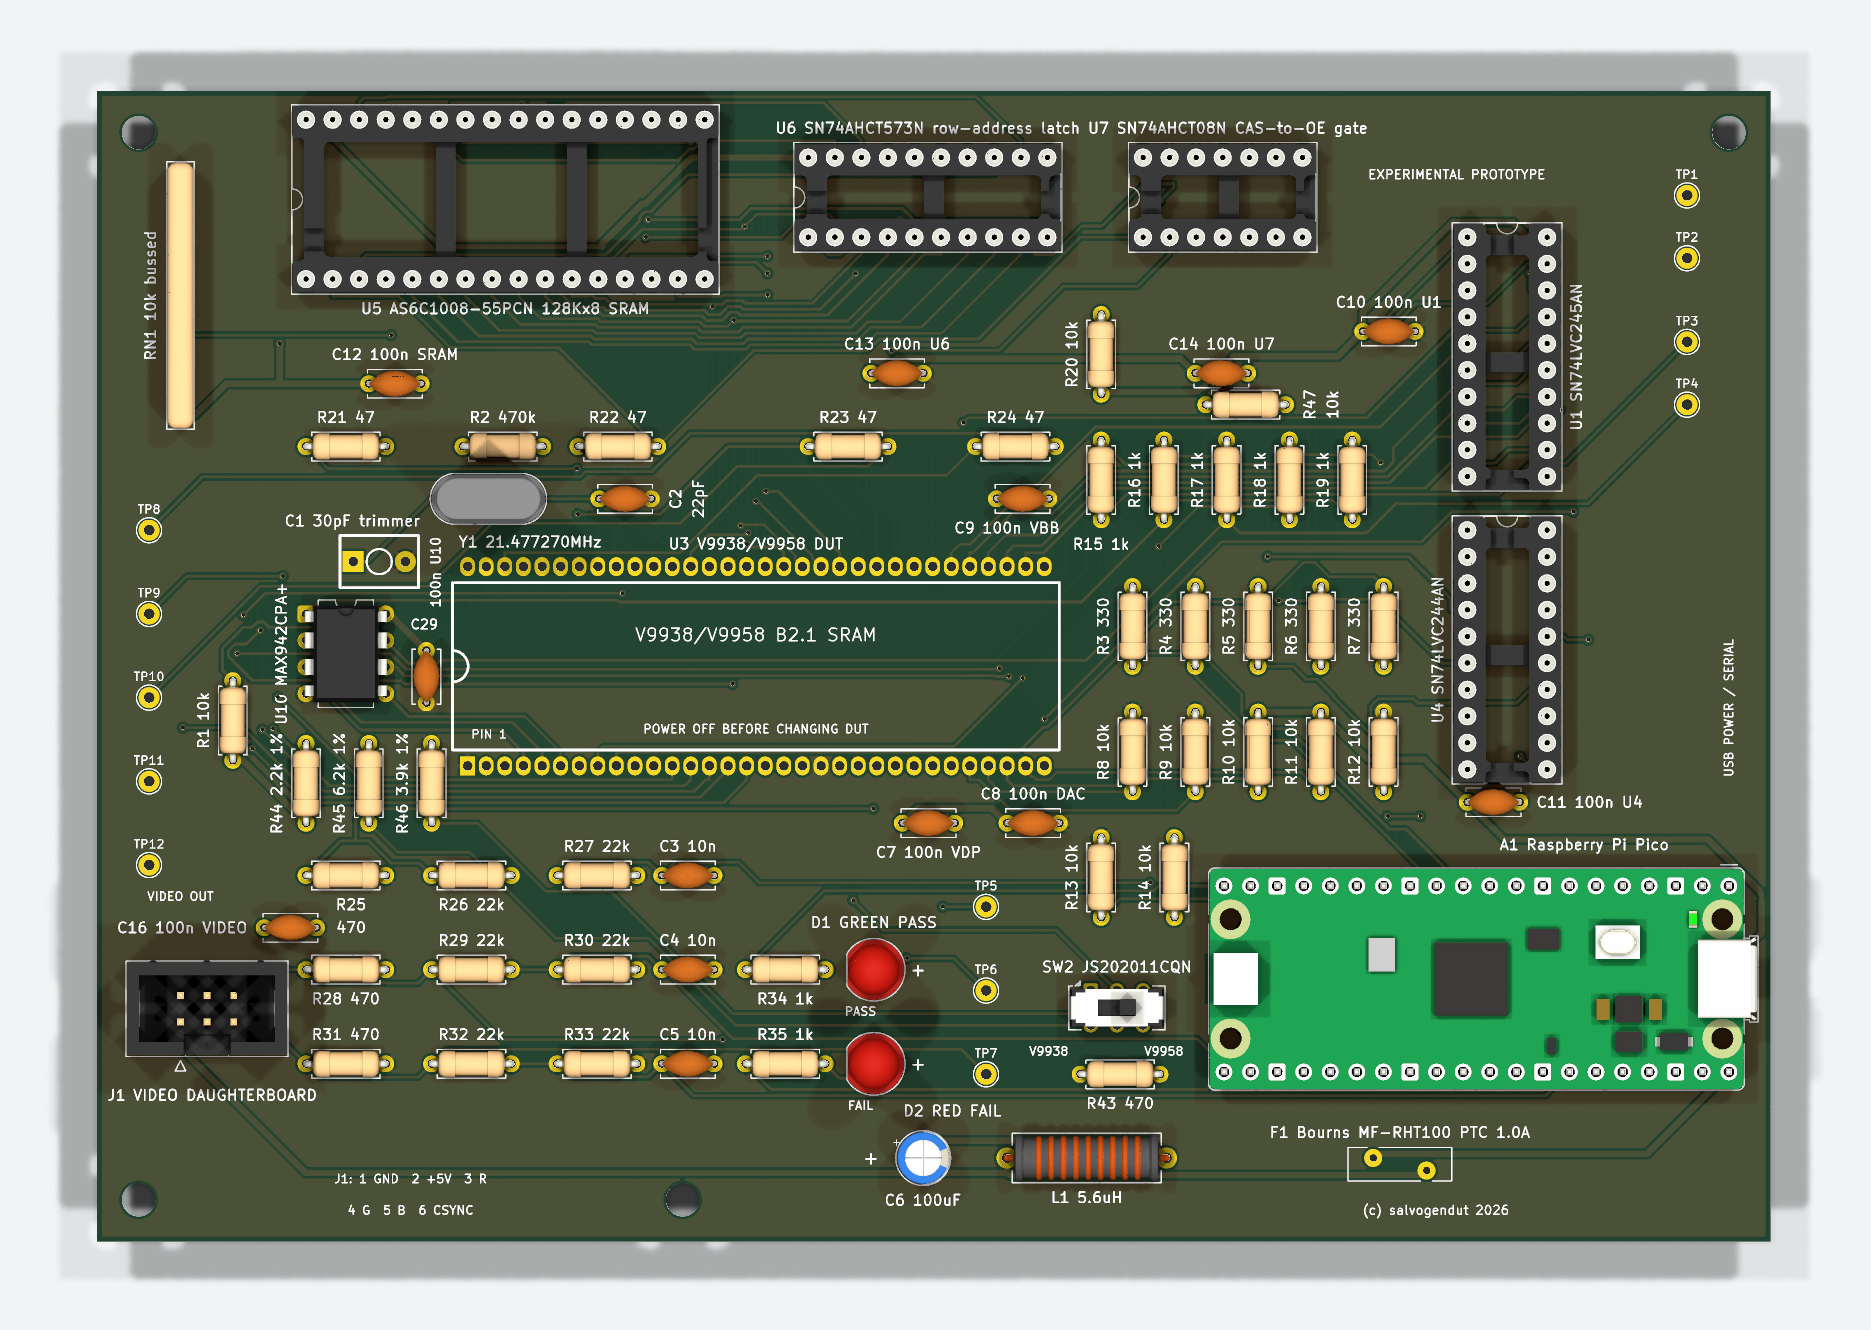 U6 SN74AHCT573N row-address latch
U7 SN74AHCT08N CAS-to-OE gate
EXPERIMENTAL PROTOTYPE
TP1
TP2
TP3
TP4
RN1 10k bussed
U5 AS6C1008-55PCN 128Kx8 SRAM
C10 100n U1
U1 SN74LVC245AN
C12 100n SRAM
C13 100n U6
R20 10k
C14 100n U7
R47
10k
R21 47
R2 470k
R22 47
R23 47
R24 47
R16 1k
R17 1k
R18 1k
R19 1k
R15 1k
C2
22pF
C9 100n VBB
TP8
C1 30pF trimmer
Y1 21.477270MHz
U3 V9938/V9958 DUT
100n U10
C29
TP9
U10 MAX942CPA+
V9938/V9958 B2.1 SRAM
R3 330
R4 330
R5 330
R6 330
R7 330
U4 SN74LVC244AN
USB POWER / SERIAL
TP10
R1 10k
PIN 1
POWER OFF BEFORE CHANGING DUT
R8 10k
R9 10k
R10 10k
R11 10k
R12 10k
TP11
R44 2.2k 1%
R45 6.2k 1%
R46 3.9k 1%
C8 100n DAC
C11 100n U4
C7 100n VDP
A1 Raspberry Pi Pico
TP12
R27 22k
C3 10n
R13 10k
R14 10k
VIDEO OUT
R25
470
R26 22k
TP5
C16 100n VIDEO
D1 GREEN PASS
R29 22k
R30 22k
C4 10n
+
TP6
SW2 JS202011CQN
R28 470
R34 1k
PASS
R31 470
R32 22k
R33 22k
C5 10n
R35 1k
+
TP7
V9938
V9958
J1 VIDEO DAUGHTERBOARD
FAIL
D2 RED FAIL
R43 470
F1 Bourns MF-RHT100 PTC 1.0A
+
+
C6 100uF
L1 5.6uH
J1: 1 GND 2 +5V 3 R
4 G 5 B 6 CSYNC
(c) salvogendut 2026